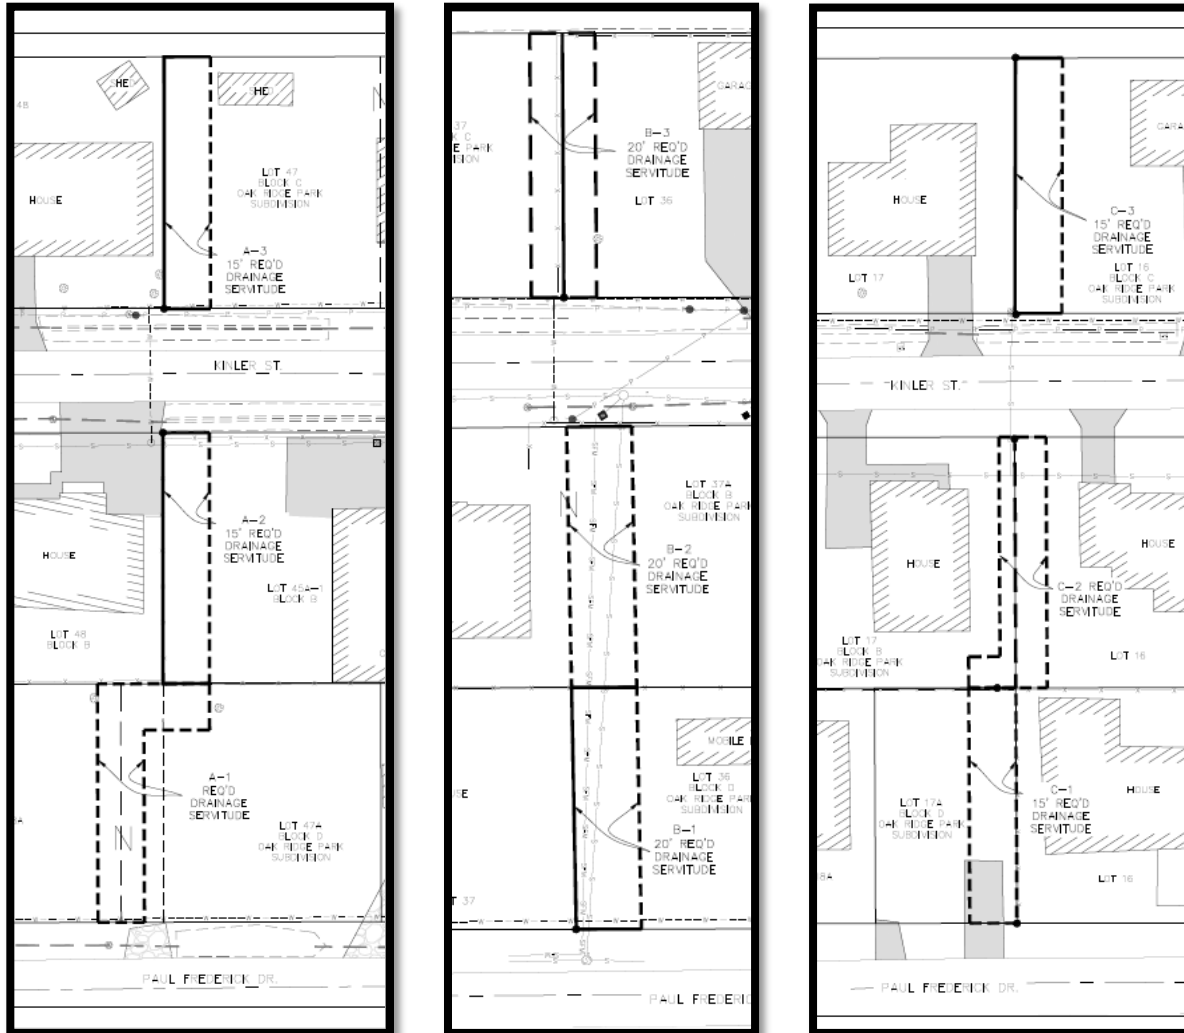 SHED
SHED
48
HOUSE
LOT 47
BLOCK C
OAK RIDGE PARK
SUBDIVISION
A-3
15' REQ'D
DRAINAGE
SERVITUDE
KINLER ST.
A-2
15' REQ'D
DRAINAGE
SERVITUDE
HOUSE
LOT 45A-1
BLOCK B
LOT 48
BLOCK B
A-1
REQ'D
DRAINAGE
SERVITUDE
LOT 47A
BLOCK D
OAK RIDGE PARK
SUBDIVISION
PAUL FREDERICK DR.
GARAG
37
K C
E PARK
ISION
B-3
20' REQ'D
DRAINAGE
SERVITUDE
LOT 36
LOT 37A
BLOCK B
OAK RIDGE PARK
SUBDIVISION
B-2
20' REQ'D
DRAINAGE
SERVITUDE
MOBILE
LOT 36
BLOCK D
OAK RIDGE PAR
SUBDIVISION
B-1
20' REQ'D
DRAINAGE
SERVITUDE
T 37
PAUL FREDERIC
GARA
HOUSE
C-3
15' REQ'D
DRAINAGE
SERVITUDE
LOT 17
LOT 16
BLOCK C
OAK RIDGE PARK
SUBDIVISION
KINLER ST.
HOUSE
HOUSE
C-2 REQ'D
DRAINAGE
SERVITUDE
LOT 17
BLOCK B
OAK RIDGE PARK
SUBDIVISION
LOT 16
C-1
15' REQ'D
DRAINAGE
SERVITUDE
HOUSE
LOT 17A
BLOCK D
OAK RIDGE PARK
SUBDIVISION
18A
LOT 16
PAUL FREDERICK DR.